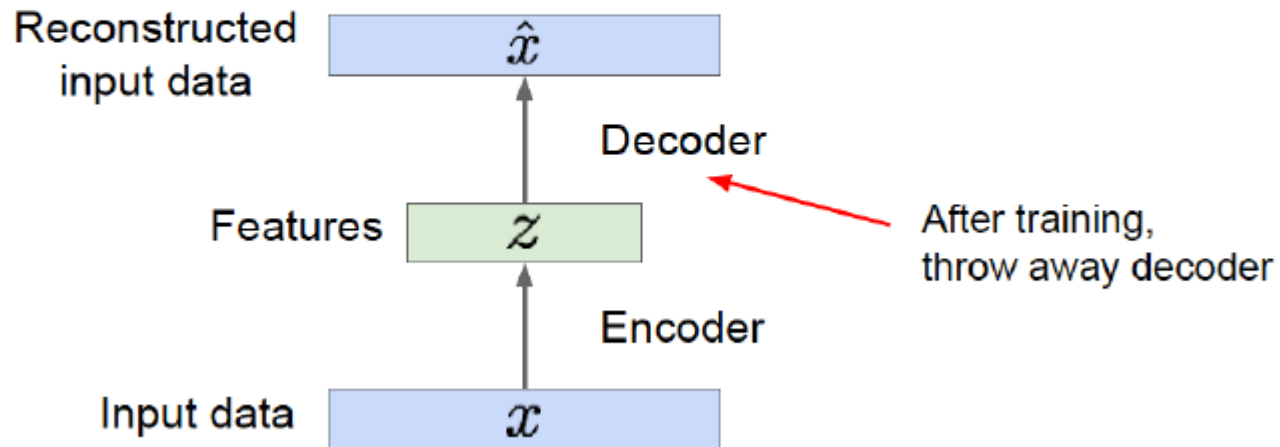 Reconstructed
input data
x̂
Decoder
Features
z
After training,
throw away decoder
Encoder
Input data
x